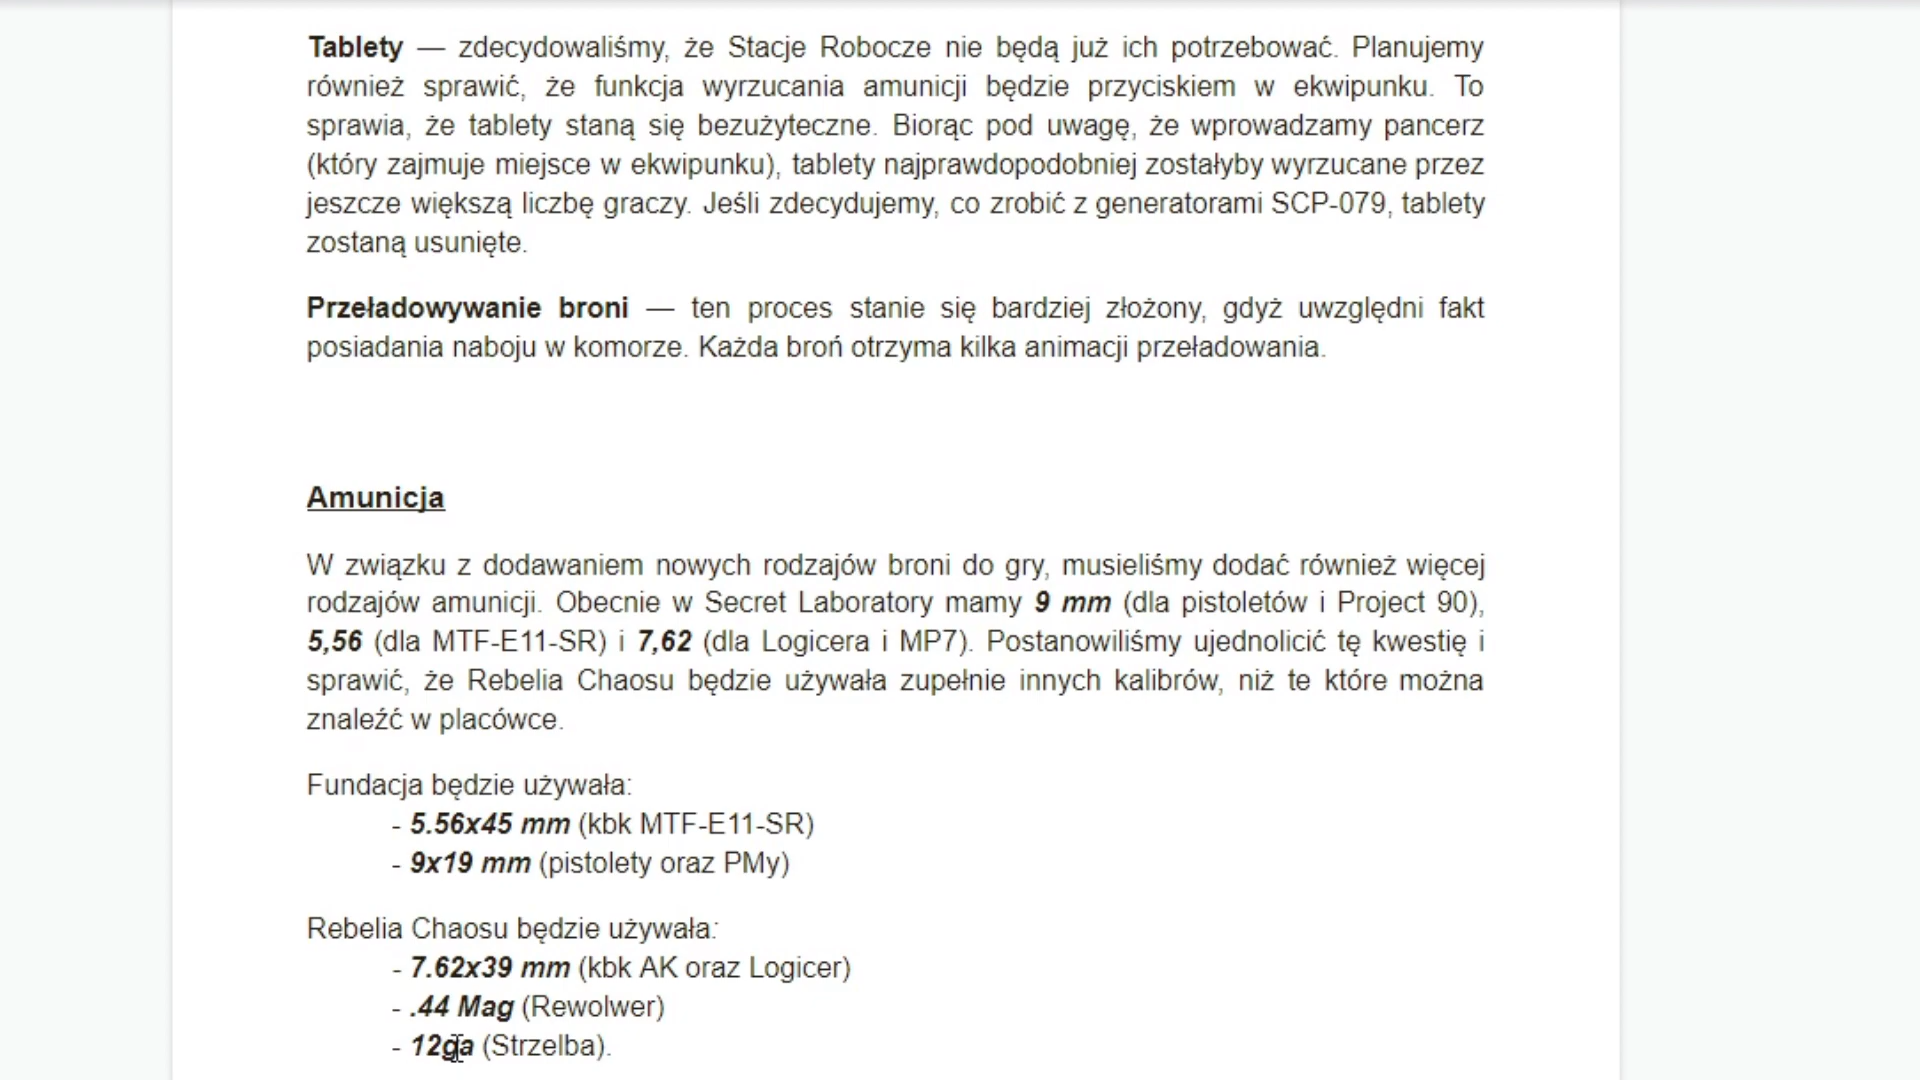 Tablety — zdecydowaliśmy, że Stacje Robocze nie będą już ich potrzebować. Planujemy
również sprawić, że funkcja wyrzucania amunicji będzie przyciskiem w ekwipunku. To
sprawia, że tablety staną się bezużyteczne. Biorąc pod uwagę, że wprowadzamy pancerz
(który zajmuje miejsce w ekwipunku), tablety najprawdopodobniej zostałyby wyrzucane przez
jeszcze większą liczbę graczy. Jeśli zdecydujemy, co zrobić z generatorami SCP-079, tablety
zostaną usunięte.
Przeładowywanie broni — ten proces stanie się bardziej złożony, gdyż uwzględni fakt
posiadania naboju w komorze. Każda broń otrzyma kilka animacji przeładowania.
Amunicja
W związku z dodawaniem nowych rodzajów broni do gry, musieliśmy dodać również więcej
rodzajów amunicji. Obecnie w Secret Laboratory mamy 9 mm (dla pistoletów i Project 90),
5,56 (dla MTF-E11-SR) i 7,62 (dla Logicera i MP7). Postanowiliśmy ujednolicić tę kwestię i
sprawić, że Rebelia Chaosu będzie używała zupełnie innych kalibrów, niż te które można
znaleźć w placówce.
Fundacja będzie używała:
- 5.56x45 mm (kbk MTF-E11-SR)
- 9x19 mm (pistolety oraz PMy)
Rebelia Chaosu będzie używała:
- 7.62x39 mm (kbk AK oraz Logicer)
- .44 Mag (Rewolwer)
- 12ga (Strzelba).